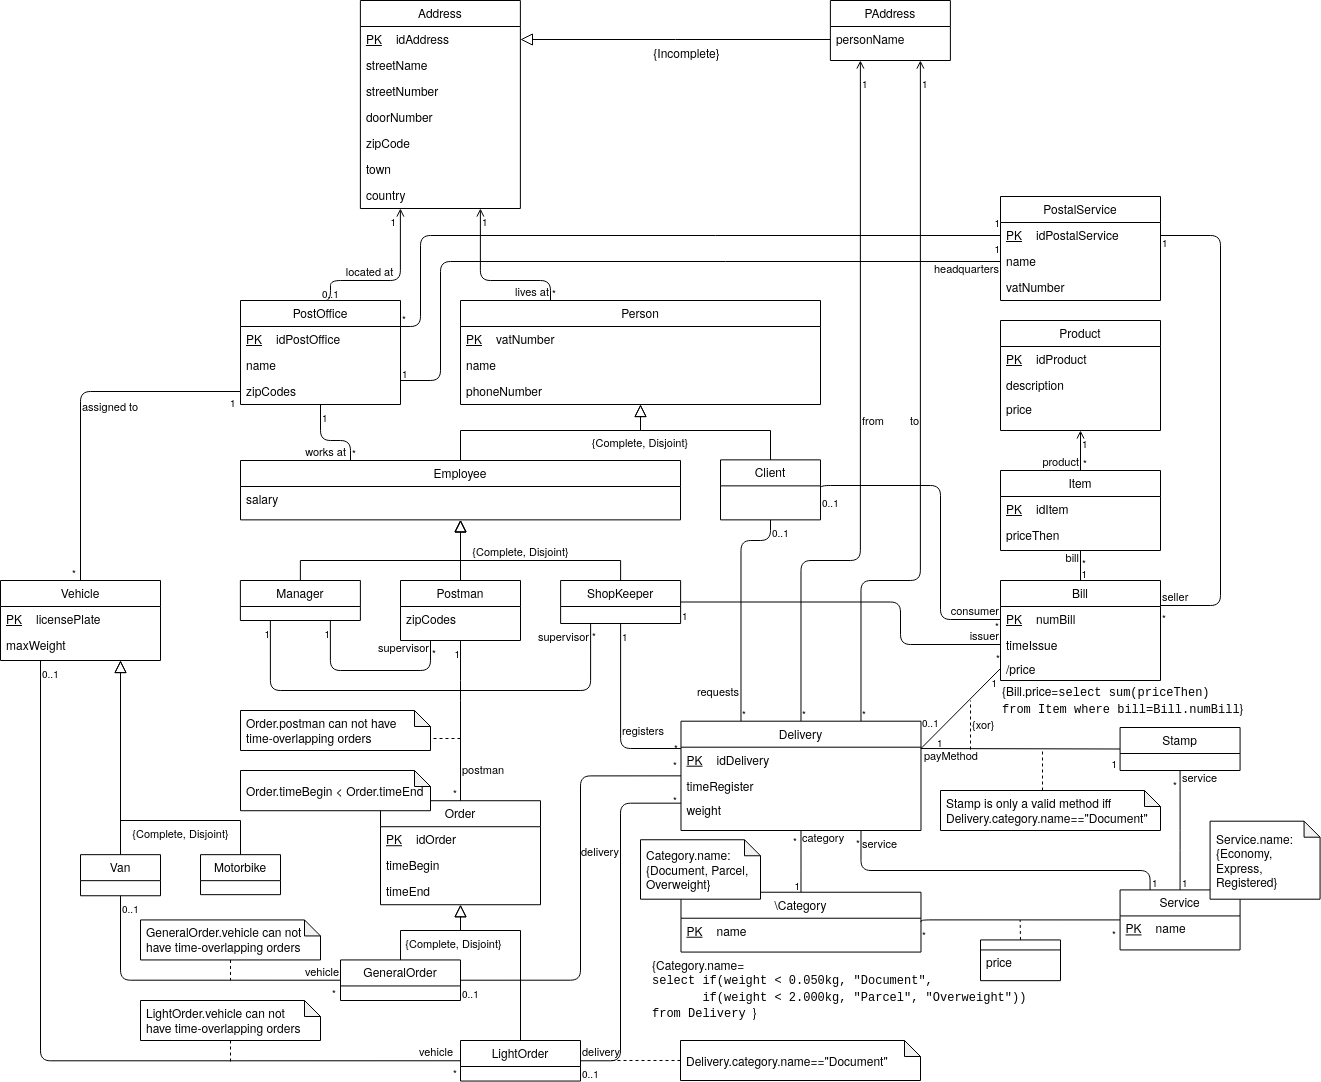 Address
PK idAddress
streetName
streetNumber
doorNumber
zipCode
town
country
PAddress
personName
{Incomplete}
1
1
1
1
located at
0..1
lives at
*
PostalService
PK idPostalService
name
vatNumber
1
1
headquarters
1
PostOffice
PK idPostOffice
name
zipCodes
*
1
1
assigned to
1
works at
*
Person
PK vatNumber
name
phoneNumber
{Complete, Disjoint}
from
to
Product
PK idProduct
description
price
1
product
*
Item
PK idItem
priceThen
bill
*
1
Employee
salary
Client
0..1
0..1
{Complete, Disjoint}
*
Vehicle
PK licensePlate
maxWeight
0..1
Manager
1
1
Postman
zipCodes
supervisor
*
1
ShopKeeper
1
supervisor
*
1
Bill
PK numBill
timeIssue
/price
consumer
*
issuer
*
1
seller
*
{Bill.price=select sum(priceThen)
from Item where bill=Bill.numBill}
requests
*
*
*
registers
*
Order.postman can not have
time-overlapping orders
Order.timeBegin < Order.timeEnd
postman
*
Order
PK idOrder
timeBegin
timeEnd
Delivery
PK idDelivery
timeRegister
weight
*
*
0..1
{xor}
1
payMethod
1
Stamp
service
*
Stamp is only a valid method iff
Delivery.category.name=="Document"
{Complete, Disjoint}
Van
Motorbike
0..1
delivery
*
category
*
service
Category.name:
{Document, Parcel,
Overweight}
Service.name:
{Economy,
Express,
Registered}
1
1
1
\Category
PK name
*
*
Service
PK name
price
GeneralOrder.vehicle can not
have time-overlapping orders
{Complete, Disjoint}
vehicle
*
GeneralOrder
0..1
{Category.name=
select if(weight < 0.050kg, "Document",
if(weight < 2.000kg, "Parcel", "Overweight"))
from Delivery }
LightOrder.vehicle can not
have time-overlapping orders
vehicle
*
LightOrder
delivery
0..1
Delivery.category.name=="Document"